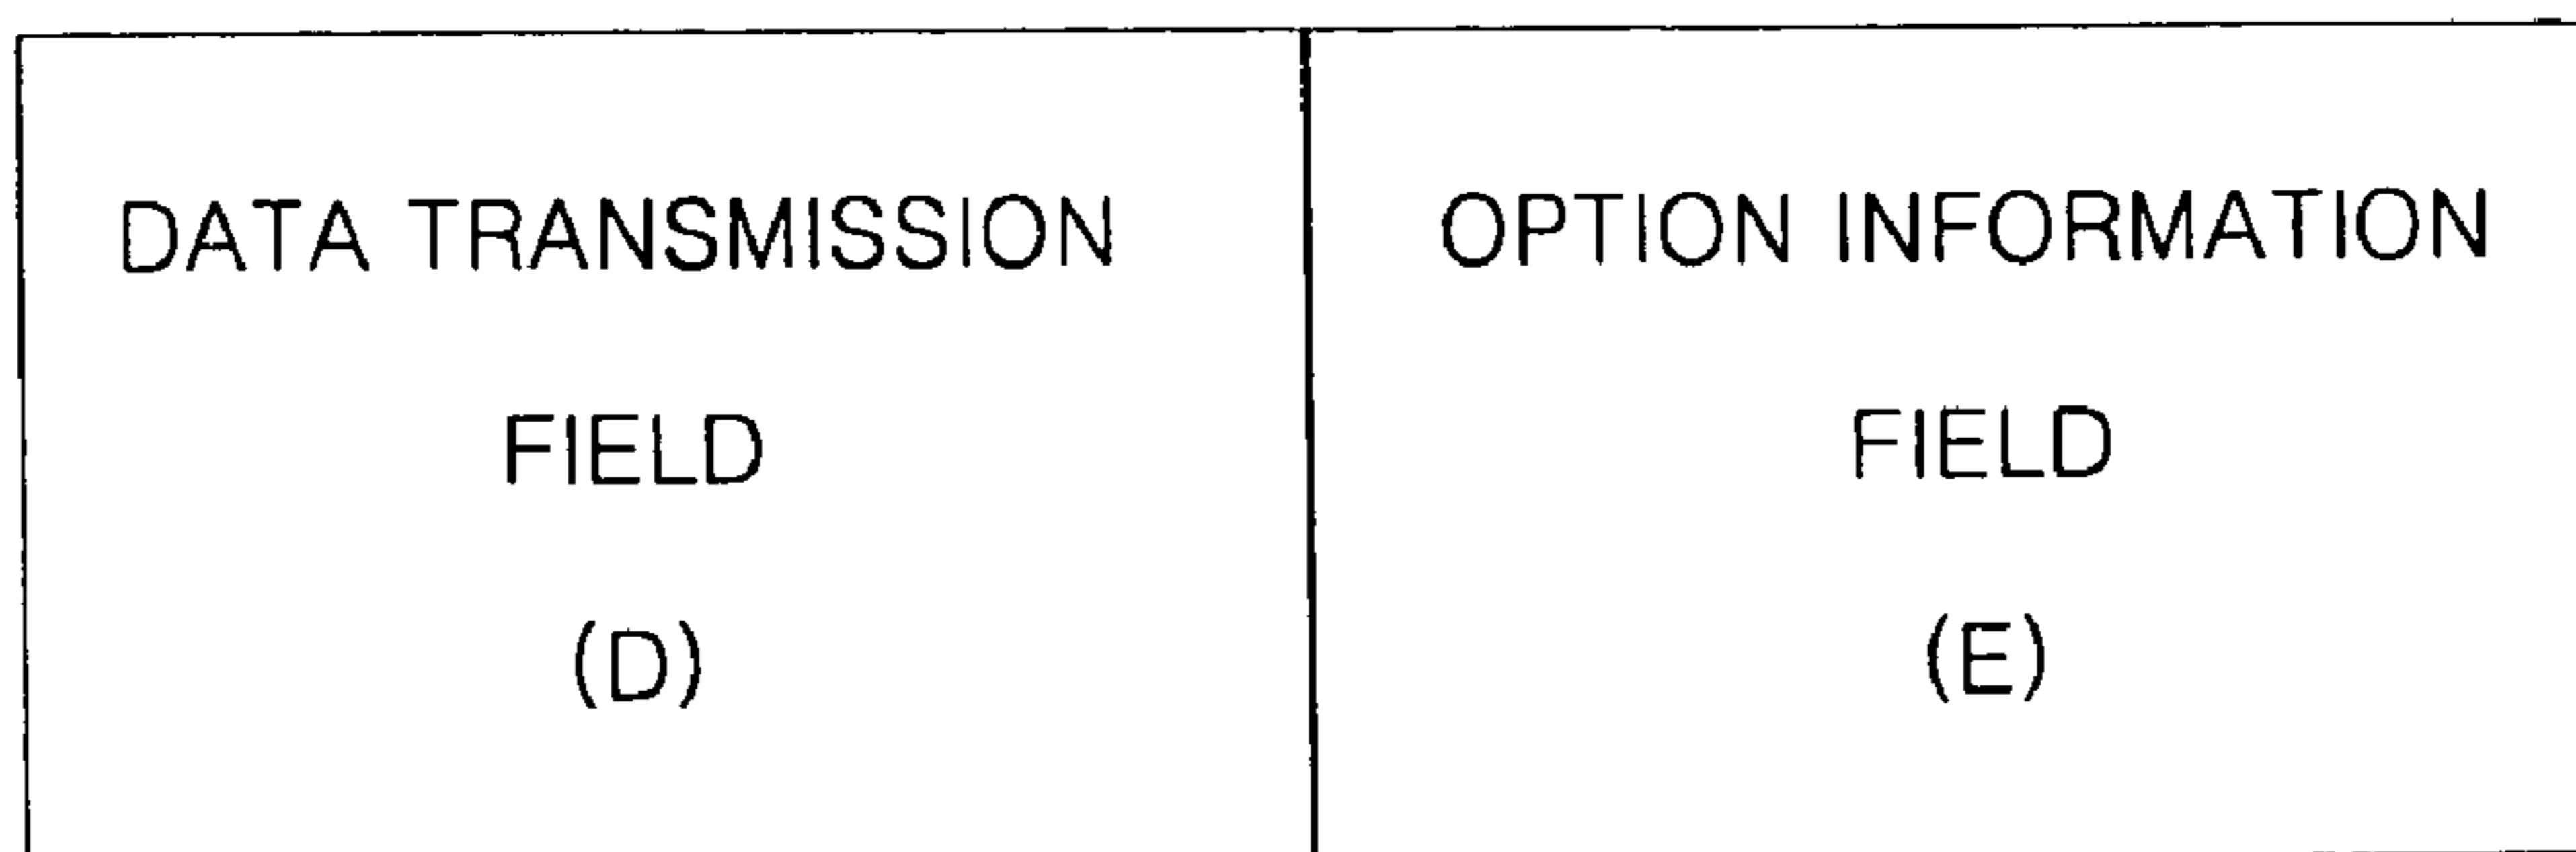 DATA TRANSMISSION
FIELD
(D)
OPTION INFORMATION
FIELD
(E)